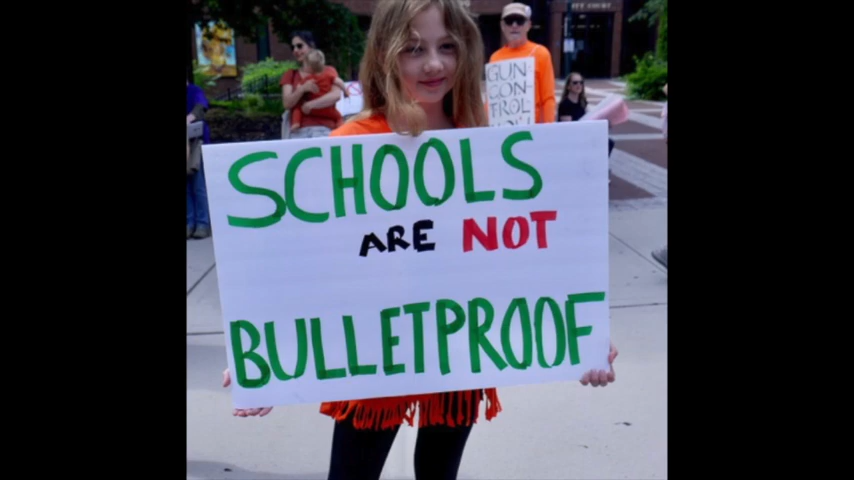 SCHOOLS
ARE NOT
BULLETPROOF
GUN
CON-
TROL